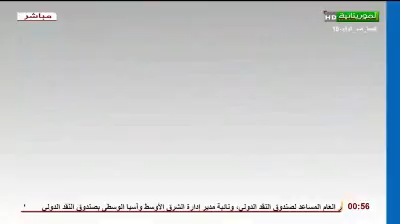 مباشر
الموريتانية HD
العام المساعد لصندوق النقد الدولي، ونائبة مدير إدارة الشرق الأوسط وآسيا الوسطى بصندوق النقد الدولي
00:56